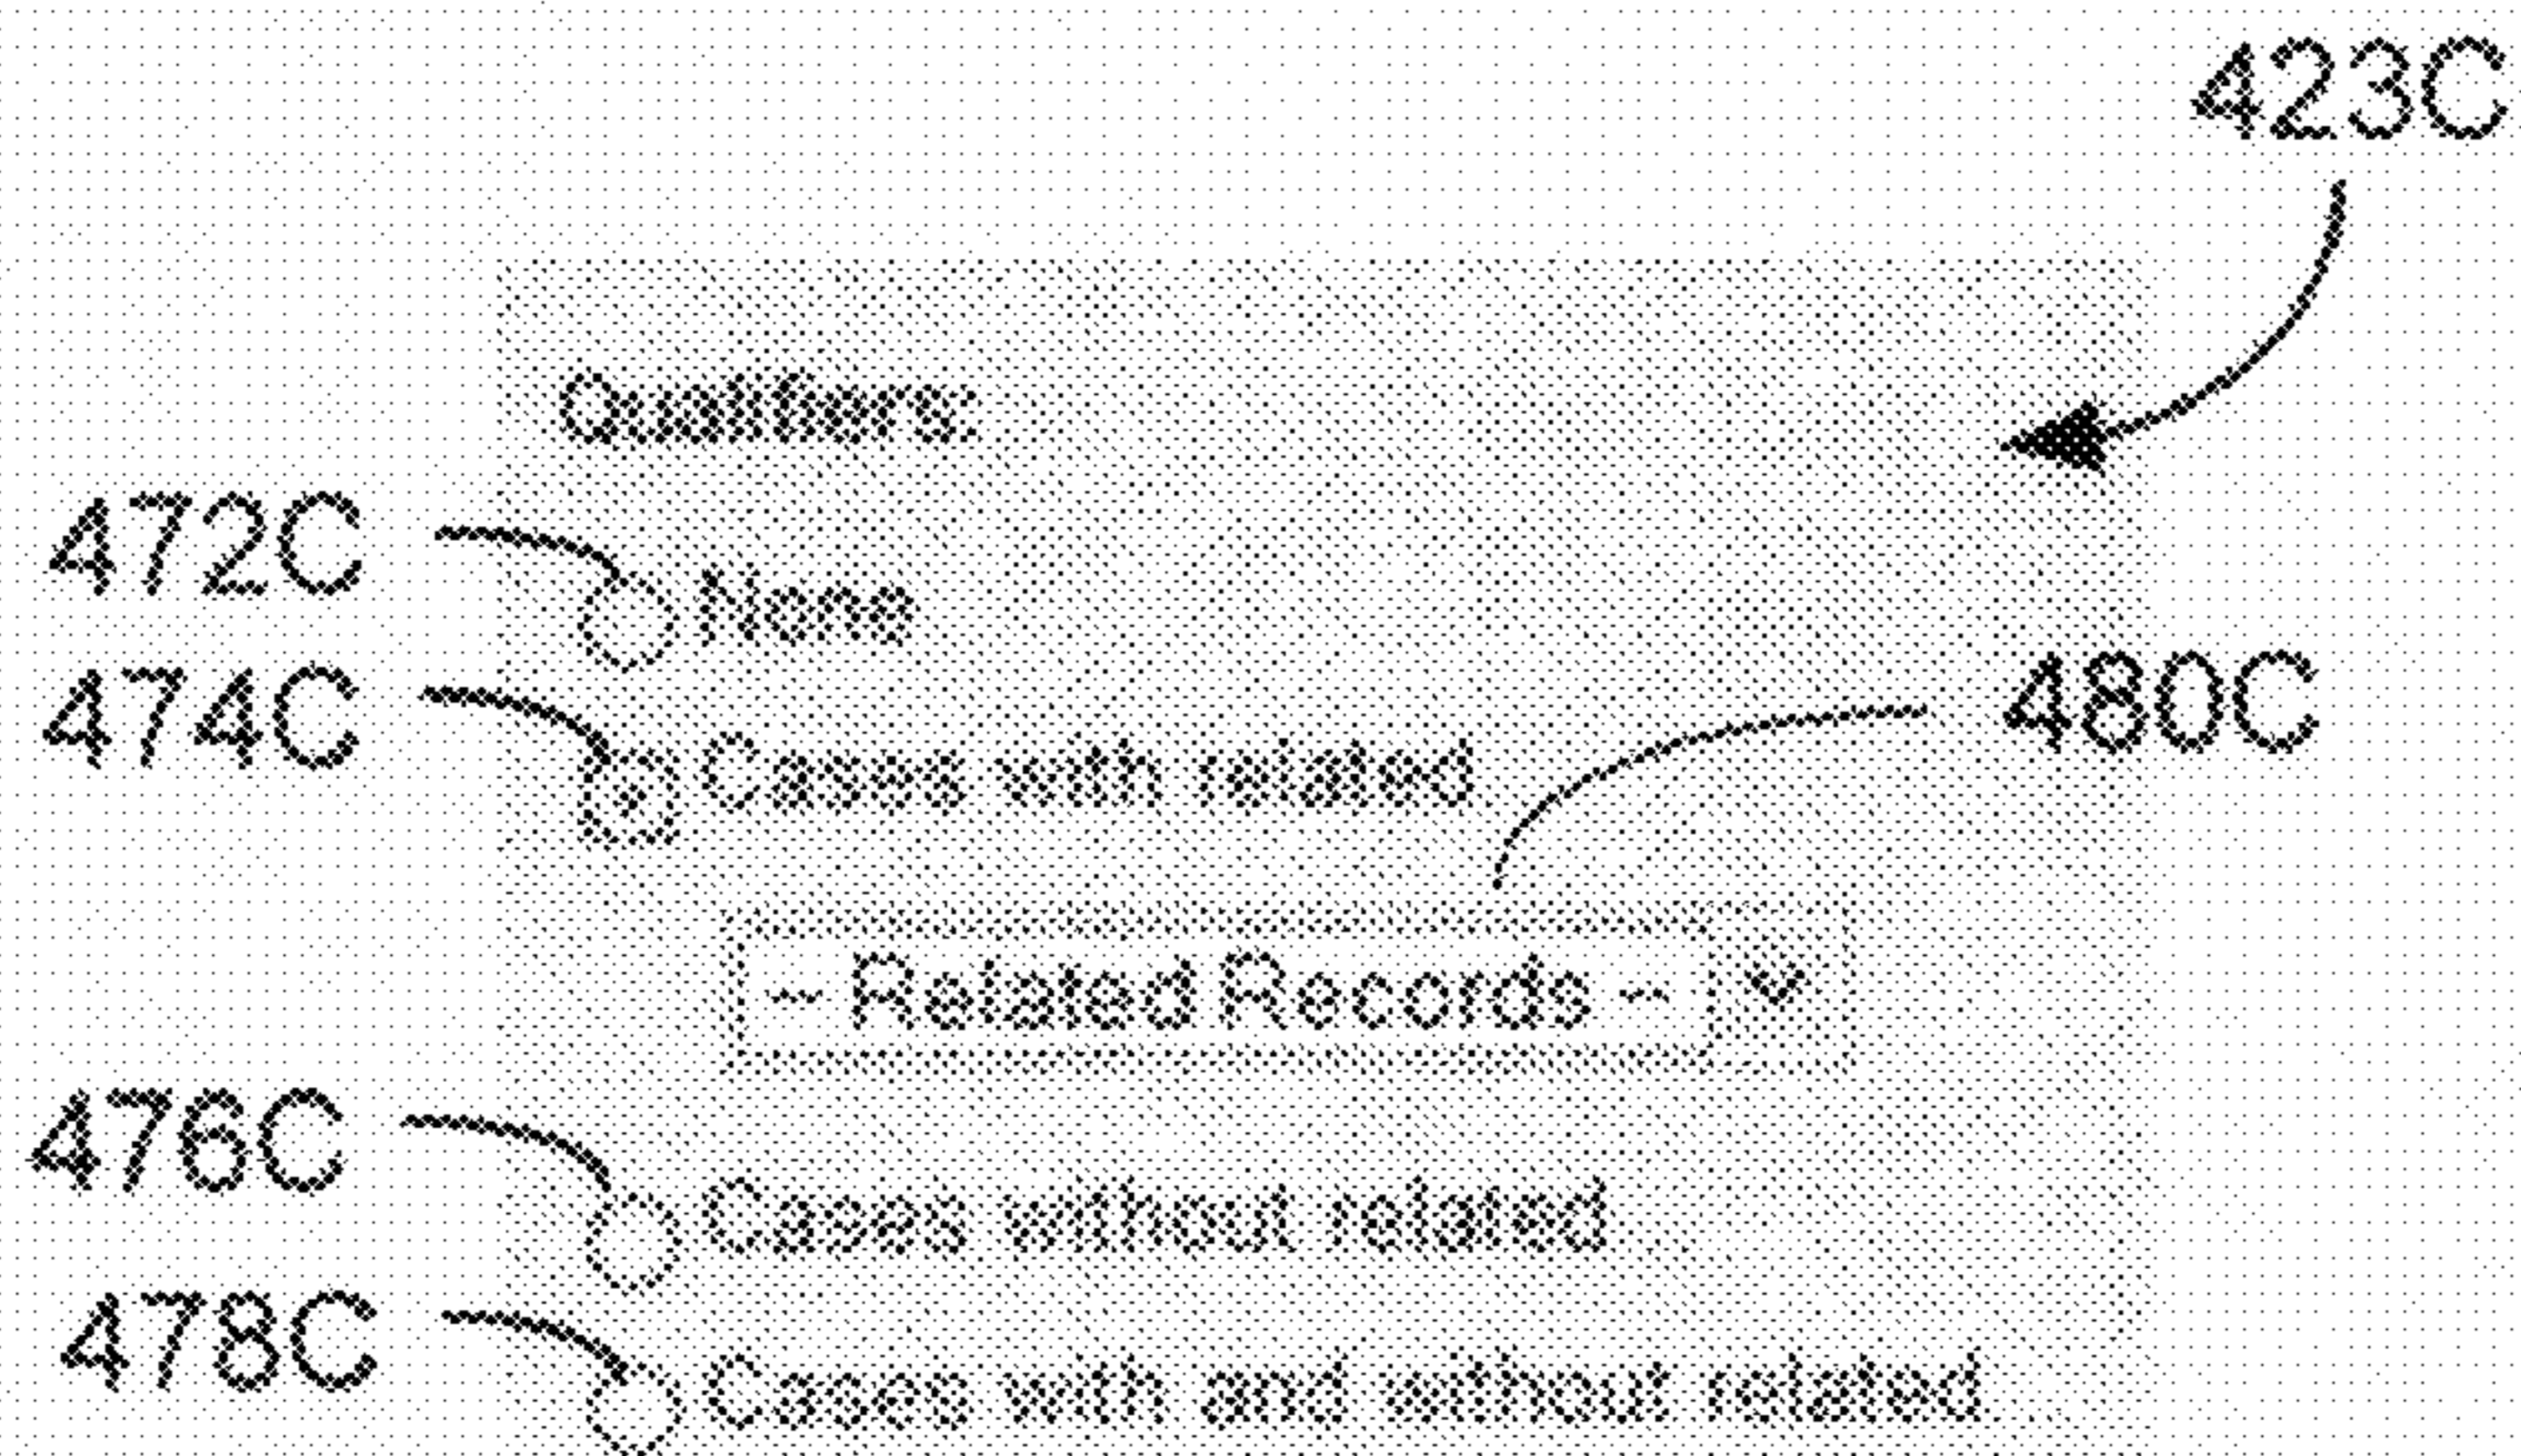 423C
Qualifiers:
472C
None
474C
Cases with related
480C
-- Related Records --
476C
Cases without related
478C
Cases with and without related